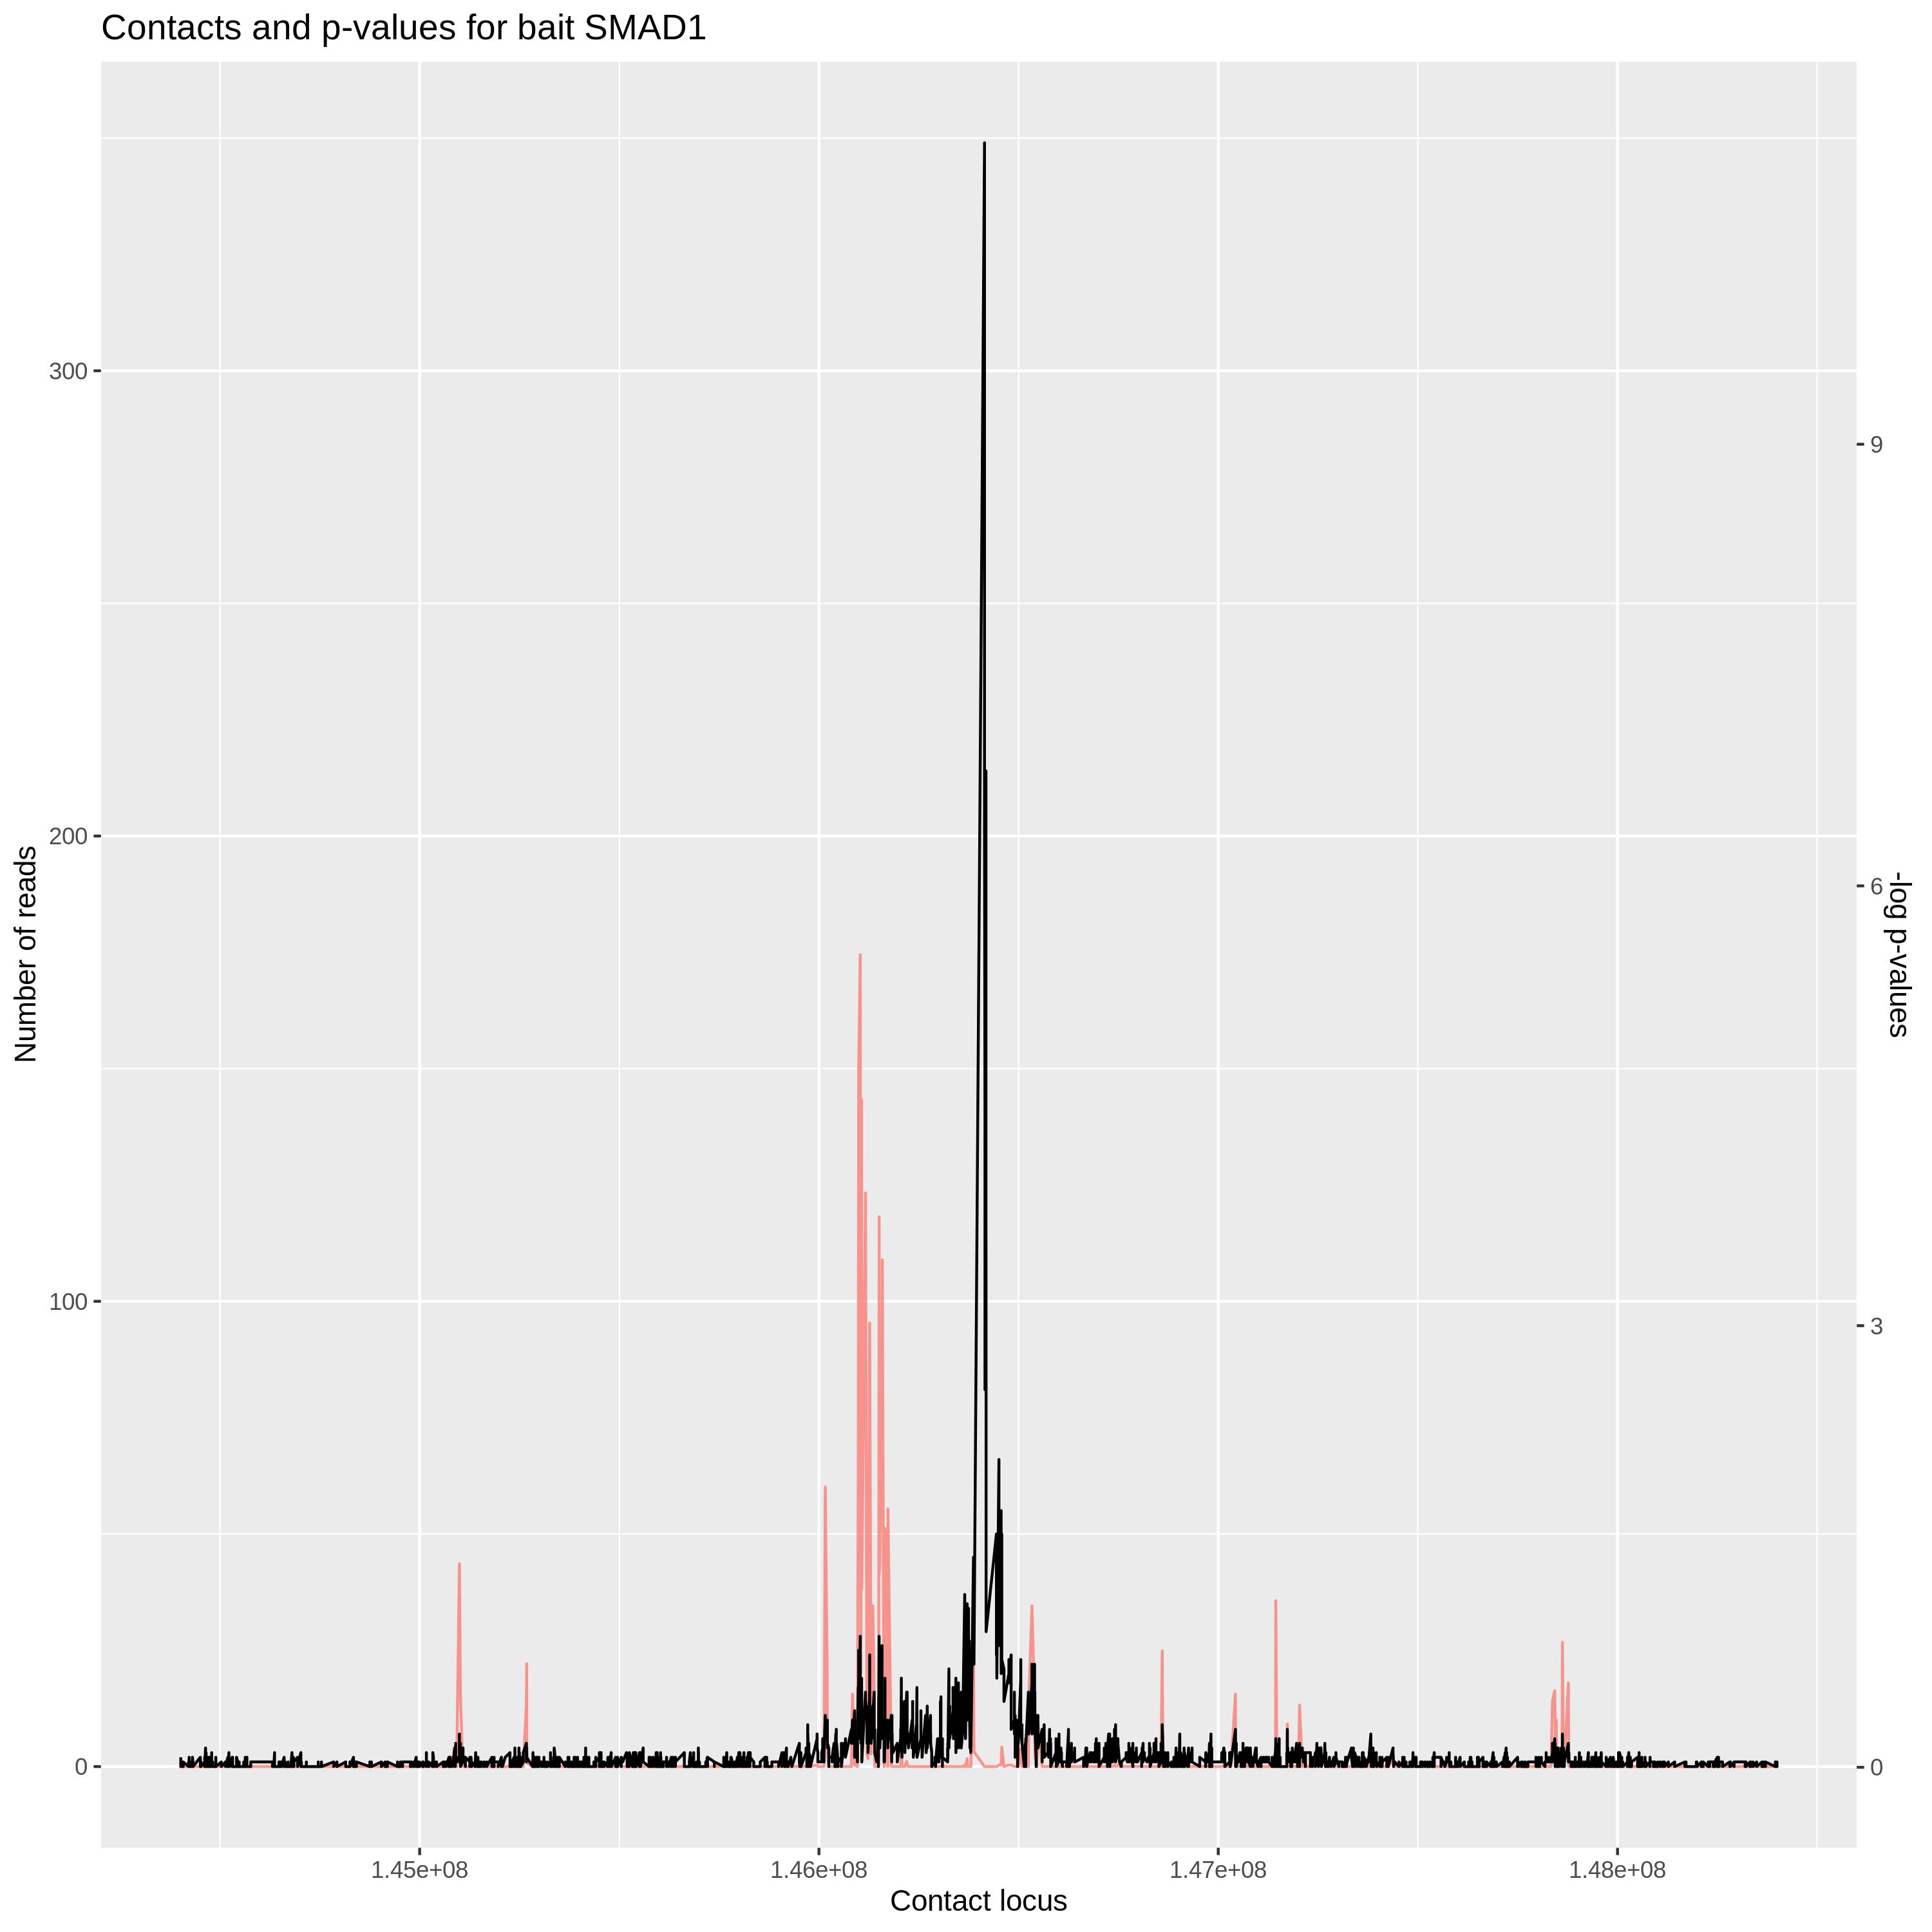 Contacts and p-values for bait SMAD1
300
200
100
0
Number of reads
9
6
3
0
-log p-values
1.45e+08
1.46e+08
1.47e+08
1.48e+08
Contact locus